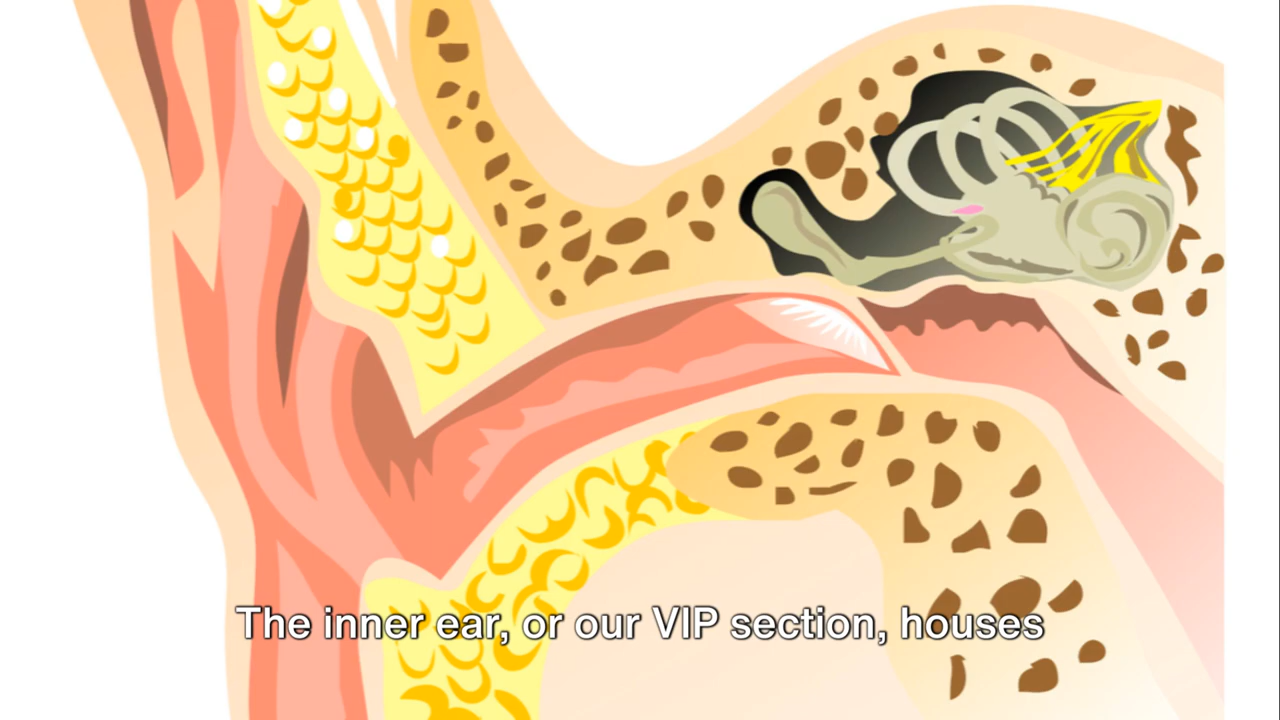 The inner ear, or our VIP section, houses